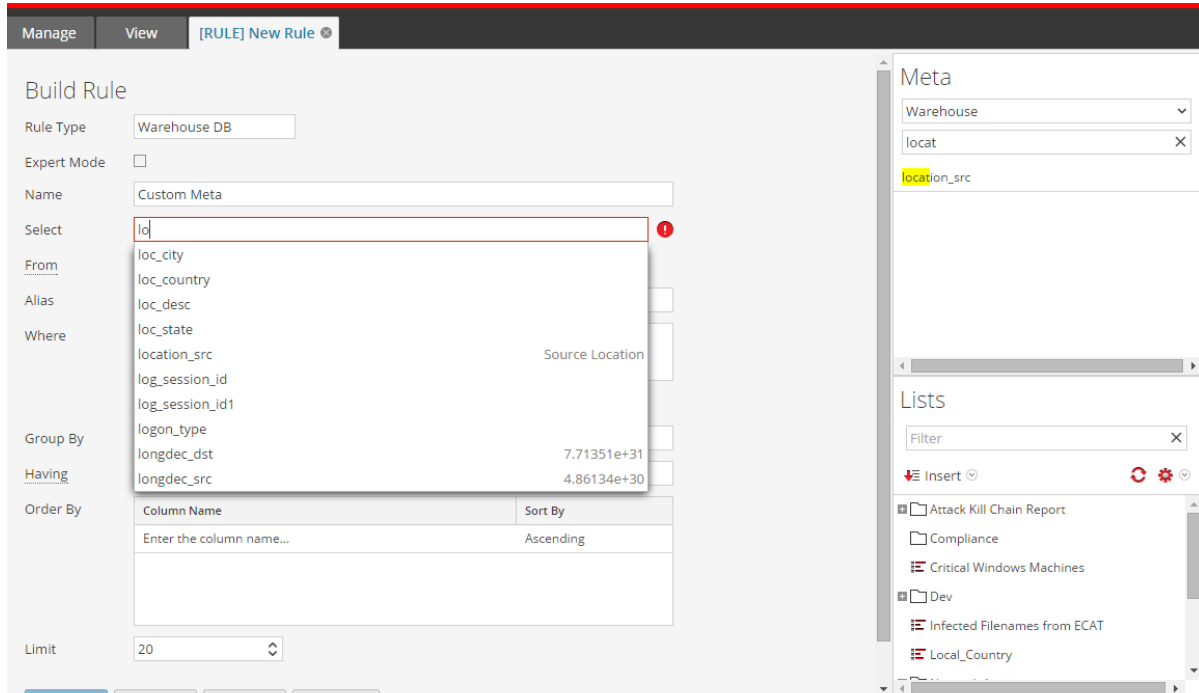 Manage View [RULE] New Rule
Build Rule
Rule Type Warehouse DB
Expert Mode
Name Custom Meta
Select lo
loc_city
From
loc_country
Alias
loc_desc
loc_state
Where
location_src Source Location
log_session_id
log_session_id1
logon_type
Group By
longdec_dst 7.71351e+31
Having
longdec_src 4.86134e+30
Order By Column Name Sort By
Enter the column name... Ascending
Limit 20
Meta
Warehouse
locat
location_src
Lists
Filter
Insert
Attack Kill Chain Report
Compliance
Critical Windows Machines
Dev
Infected Filenames from ECAT
Local_Country